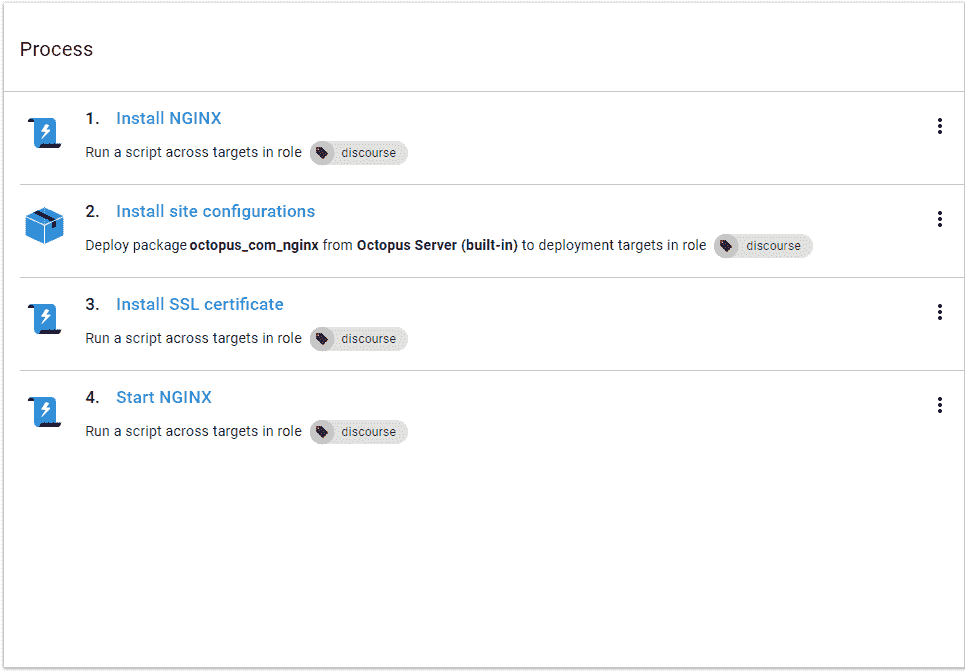 Process
1. Install NGINX
Run a script across targets in role discourse
2. Install site configurations
Deploy package octopus_com_nginx from Octopus Server (built-in) to deployment targets in role discourse
3. Install SSL certificate
Run a script across targets in role discourse
4. Start NGINX
Run a script across targets in role discourse